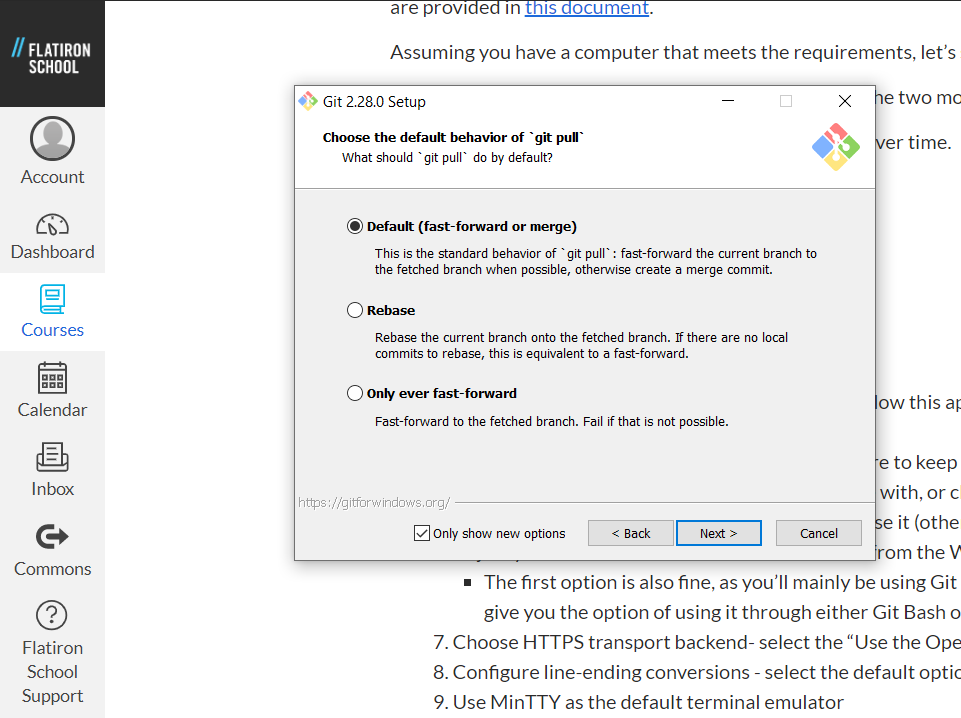 are provided in this document.
FLATIRON
SCHOOL
Assuming you have a computer that meets the requirements, let's
Git 2.28.0 Setup
he two mo
Choose the default behavior of `git pull`
What should `git pull` do by default?
ver time.
Account
Dashboard
Courses
Calendar
Inbox
Commons
Flatiron
School
Support
Default (fast-forward or merge)
This is the standard behavior of `git pull`: fast-forward the current branch to
the fetched branch when possible, otherwise create a merge commit.
Rebase
Rebase the current branch onto the fetched branch. If there are no local
commits to rebase, this is equivalent to a fast-forward.
Only ever fast-forward
Fast-forward to the fetched branch. Fail if that is not possible.
https://gitforwindows.org/
Only show new options
< Back
Next >
Cancel
low this ap
re to keep
with, or cl
se it (othe
from the W
The first option is also fine, as you'll mainly be using Git
give you the option of using it through either Git Bash o
7. Choose HTTPS transport backend- select the “Use the Ope
8. Configure line-ending conversions - select the default optio
9. Use MinTTY as the default terminal emulator